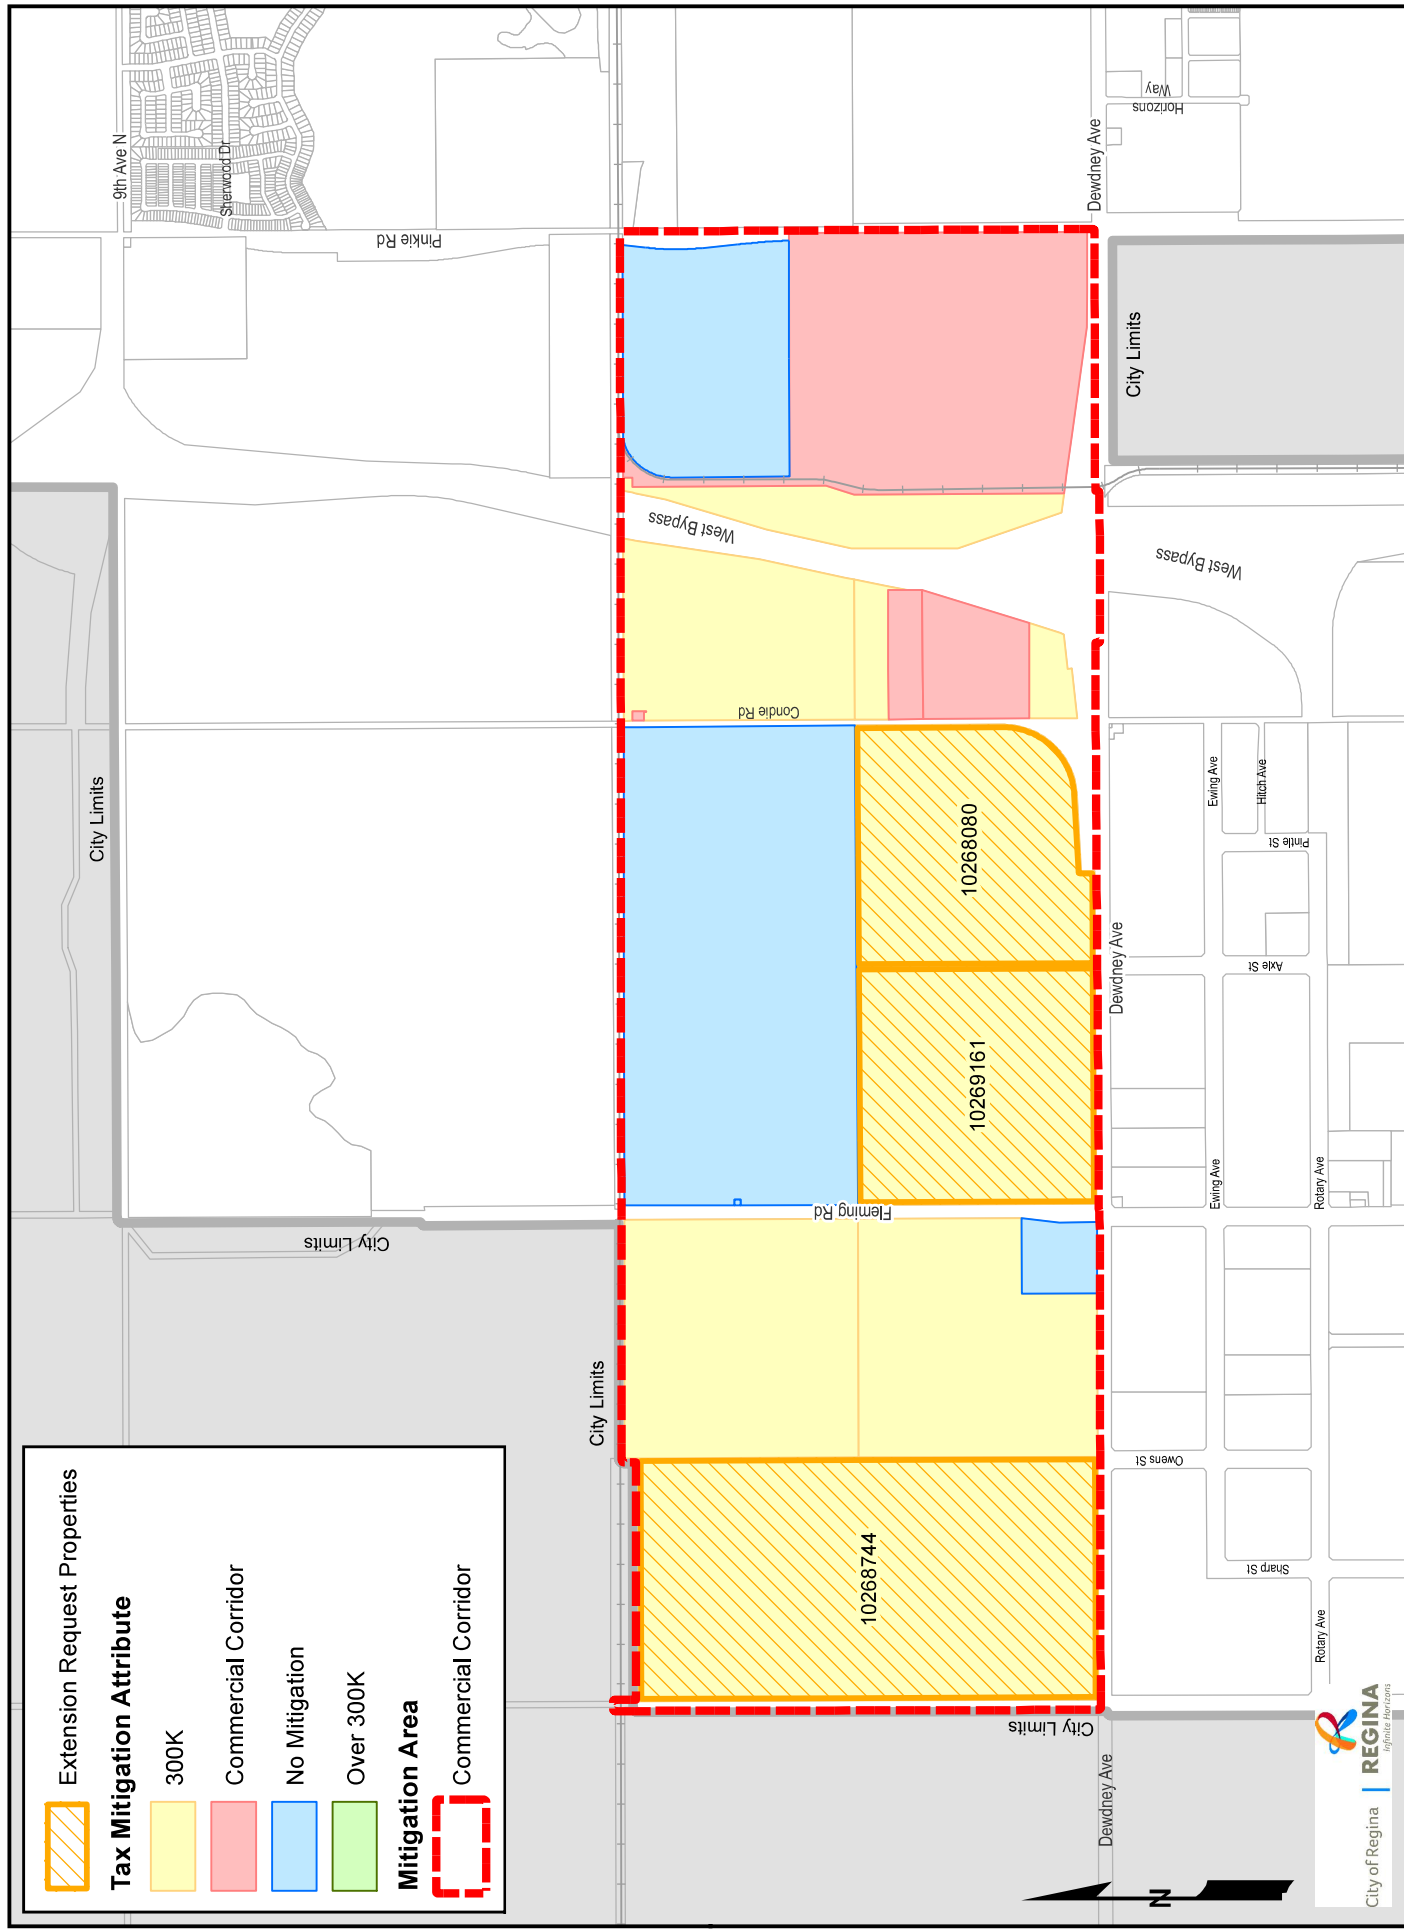 Extension Request Properties
Tax Mitigation Attribute
300K
Commercial Corridor
No Mitigation
Over 300K
Mitigation Area
Commercial Corridor
City Limits
City Limits
City Limits
City Limits
City Limits
9th Ave N
Sherwood Dr
Pinkie Rd
West Bypass
West Bypass
Condie Rd
Fleming Rd
10268744
10269161
10268080
Dewdney Ave
Dewdney Ave
Dewdney Ave
Horizons
Way
Ewing Ave
Ewing Ave
Hitch Ave
Pintle St
Axle St
Owens St
Sharp St
Rotary Ave
Rotary Ave
N
City of Regina
REGINA
Infinite Horizons